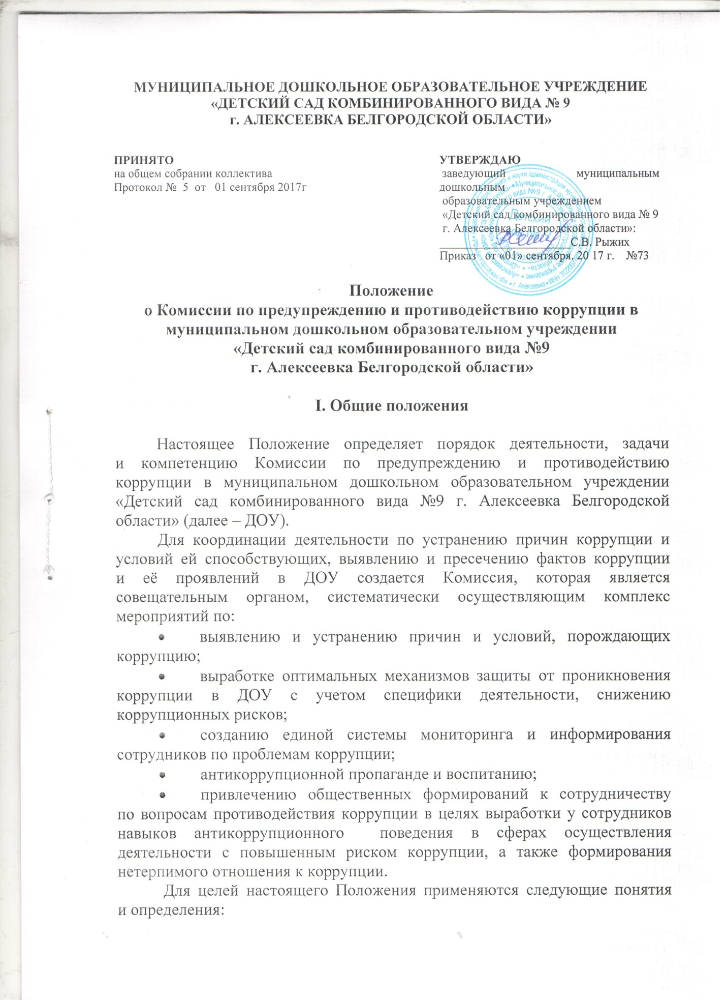 МУНИЦИПАЛЬНОЕ ДОШКОЛЬНОЕ ОБРАЗОВАТЕЛЬНОЕ УЧРЕЖДЕНИЕ
«ДЕТСКИЙ САД КОМБИНИРОВАННОГО ВИДА № 9
г. АЛЕКСЕЕВКА БЕЛГОРОДСКОЙ ОБЛАСТИ»
ПРИНЯТО
на общем собрании коллектива
Протокол № 5 от 01 сентября 2017г
УТВЕРЖДАЮ
заведующий муниципальным
дошкольным
образовательным учреждением
«Детский сад комбинированного вида № 9
г. Алексеевка Белгородской области»:
С.В. Рыжих
Приказ от «01» сентября. 20 17 г. №73
Положение
о Комиссии по предупреждению и противодействию коррупции в
муниципальном дошкольном образовательном учреждении
«Детский сад комбинированного вида №9
г. Алексеевка Белгородской области»
I. Общие положения
Настоящее Положение определяет порядок деятельности, задачи
и компетенцию Комиссии по предупреждению и противодействию
коррупции в муниципальном дошкольном образовательном учреждении
«Детский сад комбинированного вида №9 г. Алексеевка Белгородской
области» (далее – ДОУ).
Для координации деятельности по устранению причин коррупции и
условий ей способствующих, выявлению и пресечению фактов коррупции
и её проявлений в ДОУ создается Комиссия, которая является
совещательным органом, систематически осуществляющим комплекс
мероприятий по:
• выявлению и устранению причин и условий, порождающих
коррупцию;
• выработке оптимальных механизмов защиты от проникновения
коррупции в ДОУ с учетом специфики деятельности, снижению
коррупционных рисков;
• созданию единой системы мониторинга и информирования
сотрудников по проблемам коррупции;
• антикоррупционной пропаганде и воспитанию;
• привлечению общественных формирований к сотрудничеству
по вопросам противодействия коррупции в целях выработки у сотрудников
навыков антикоррупционного поведения в сферах осуществления
деятельности с повышенным риском коррупции, а также формирования
нетерпимого отношения к коррупции.
Для целей настоящего Положения применяются следующие понятия
и определения: